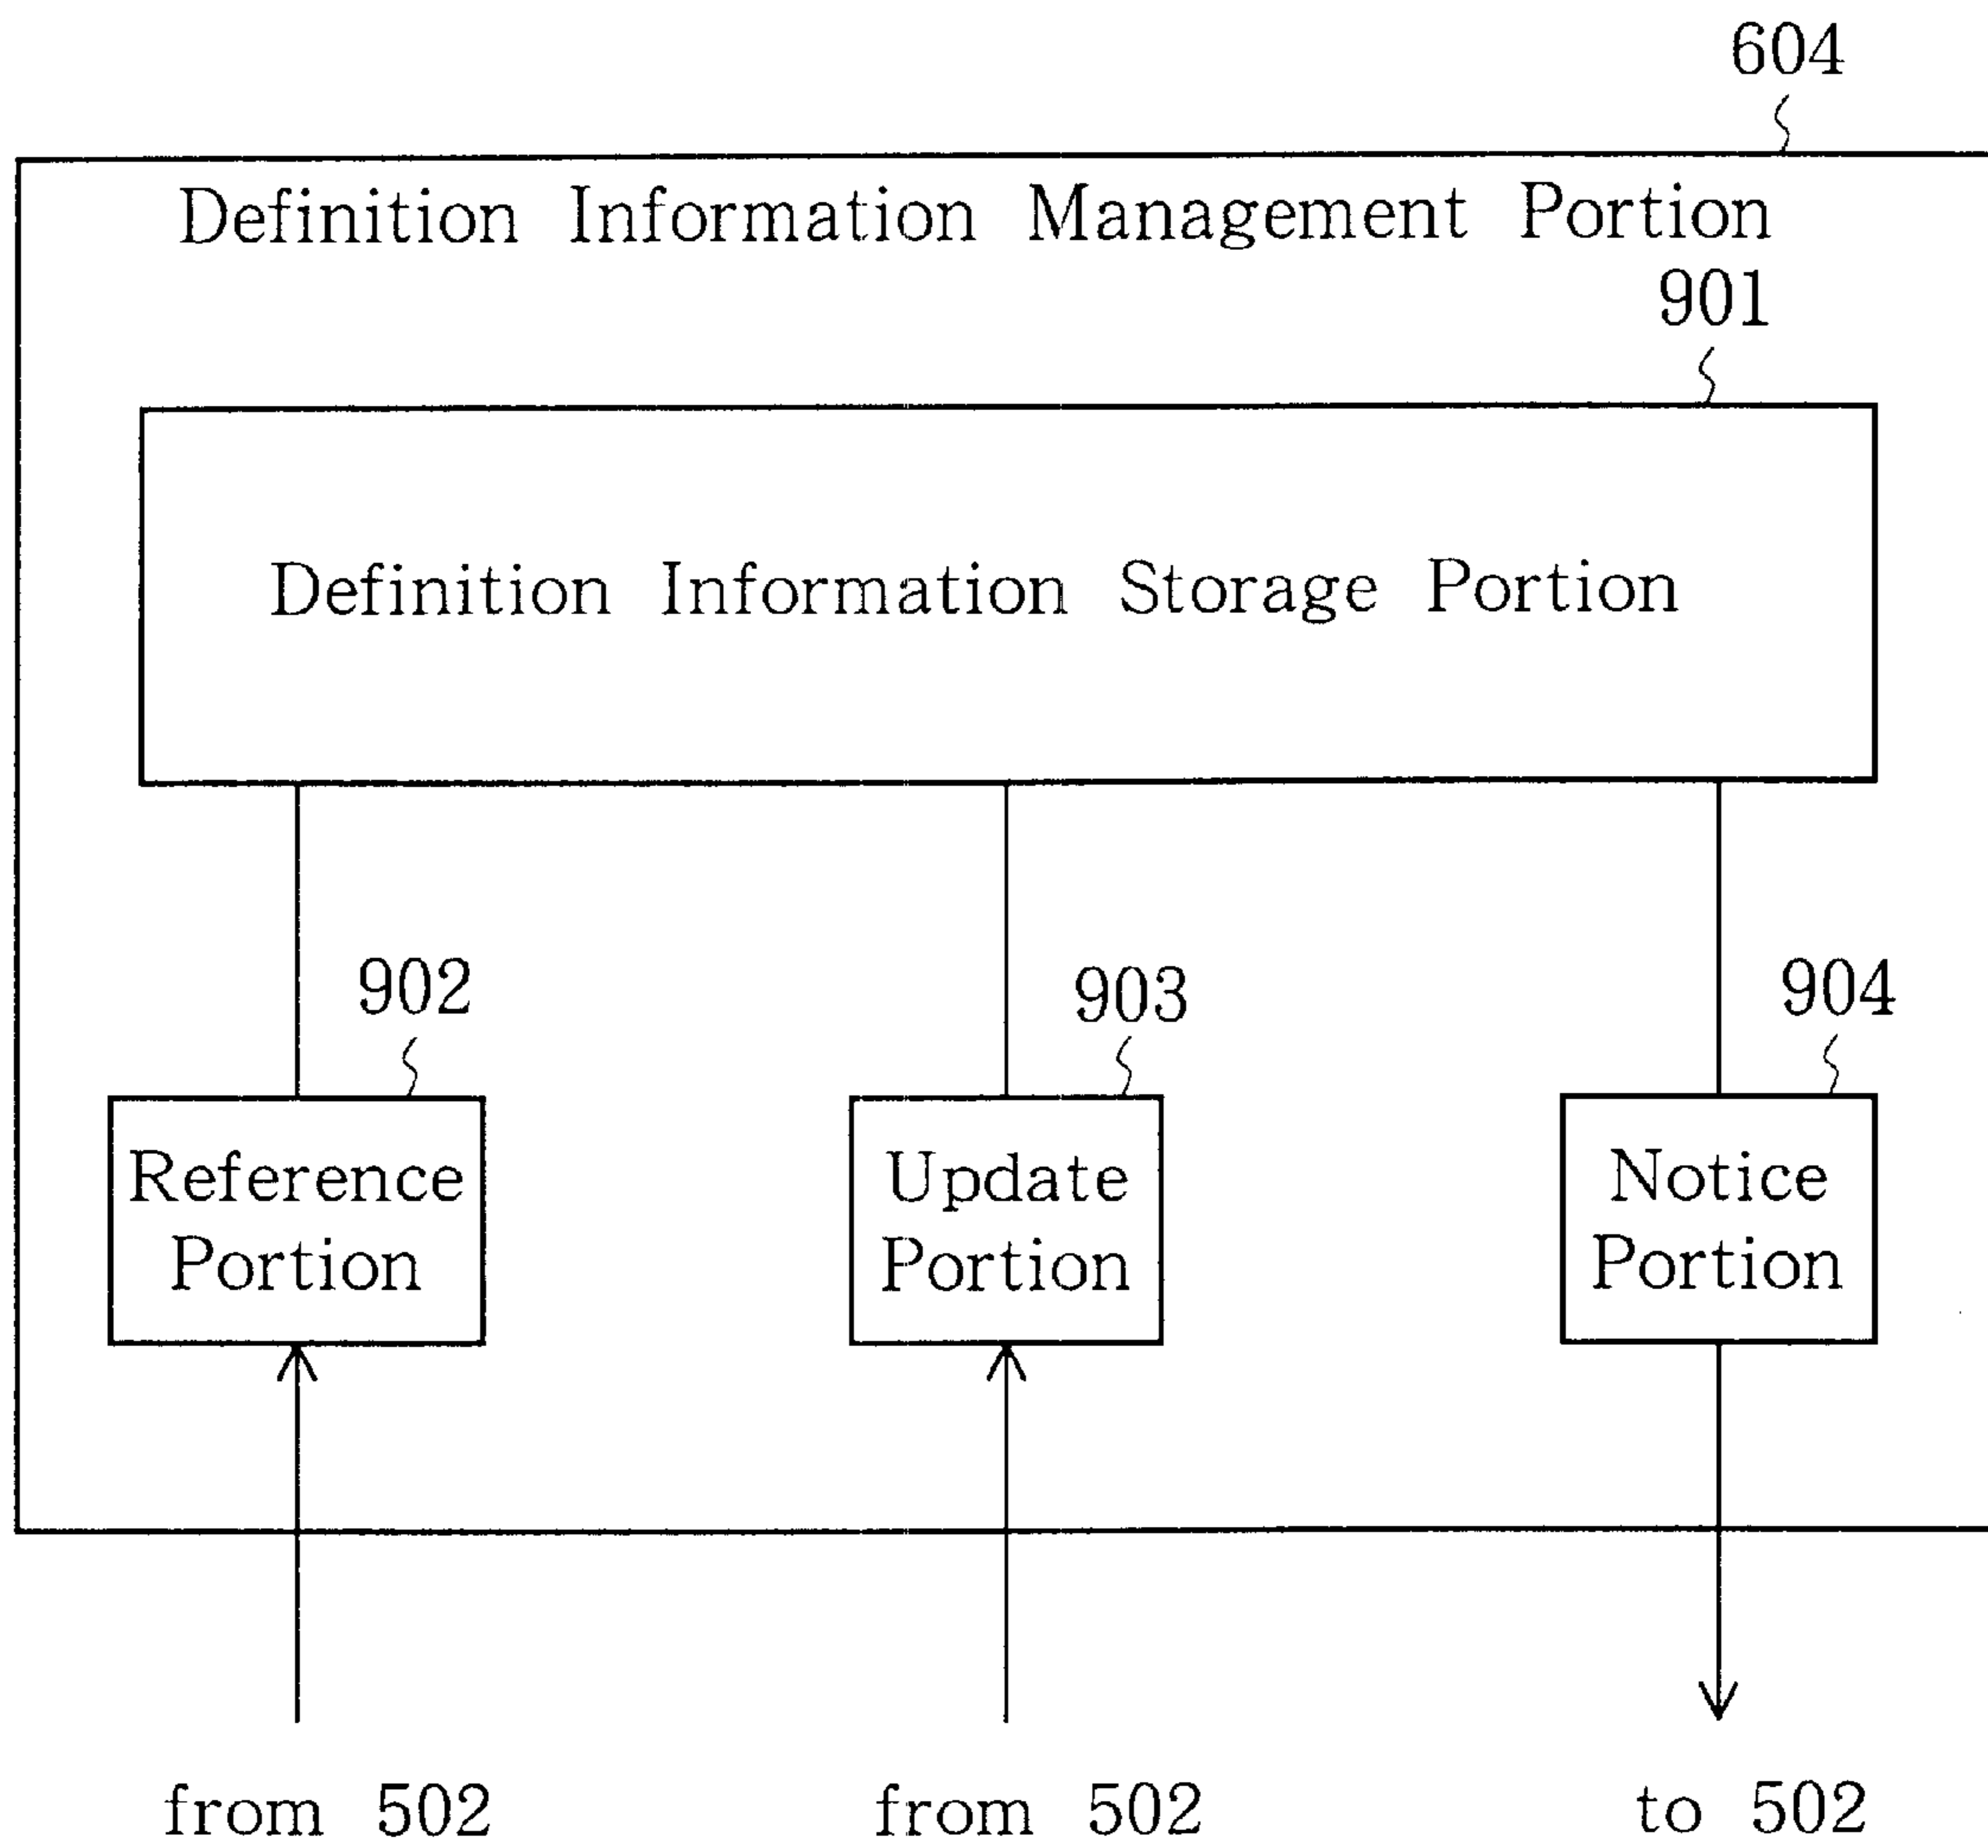 604
Definition Information Management Portion
901
Definition Information Storage Portion
902
903
904
Reference
Portion
Update
Portion
Notice
Portion
from 502
from 502
to 502